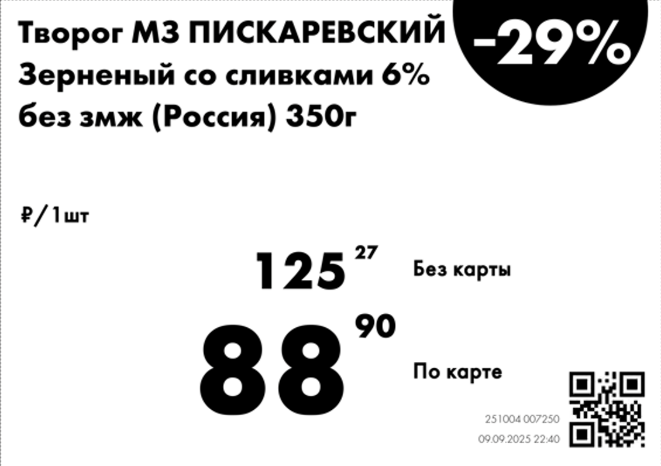 Творог МЗ ПИСКАРЕВСКИЙ
-29%
Зерненый со сливками 6%
без змж (Россия) 350г
₽/1шт
125 27 Без карты
88 90 По карте
251004 007250
09.09.2025 22:40